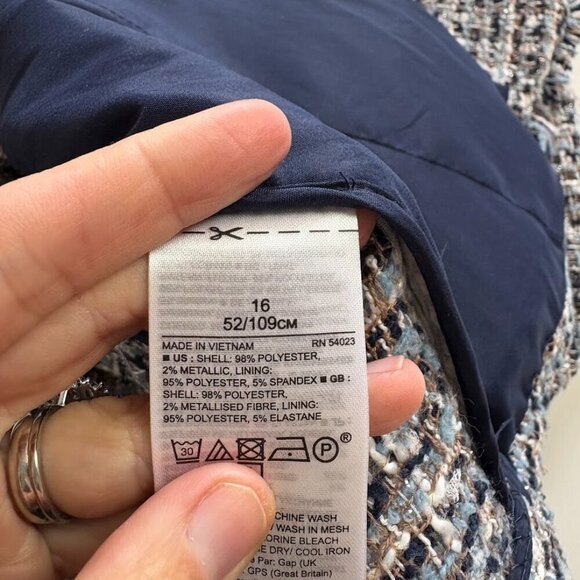 16
52/109CM
MADE IN VIETNAM RN 54023
■ US : SHELL: 98% POLYESTER,
2% METALLIC, LINING:
95% POLYESTER, 5% SPANDEX ■ GB :
SHELL: 98% POLYESTER,
2% METALLISED FIBRE, LINING:
95% POLYESTER, 5% ELASTANE
30 P ®
CHINE WASH
WASH IN MESH
ORINE BLEACH
E DRY/ COOL IRON
e Par: Gap (UK
GPS (Great Britain)